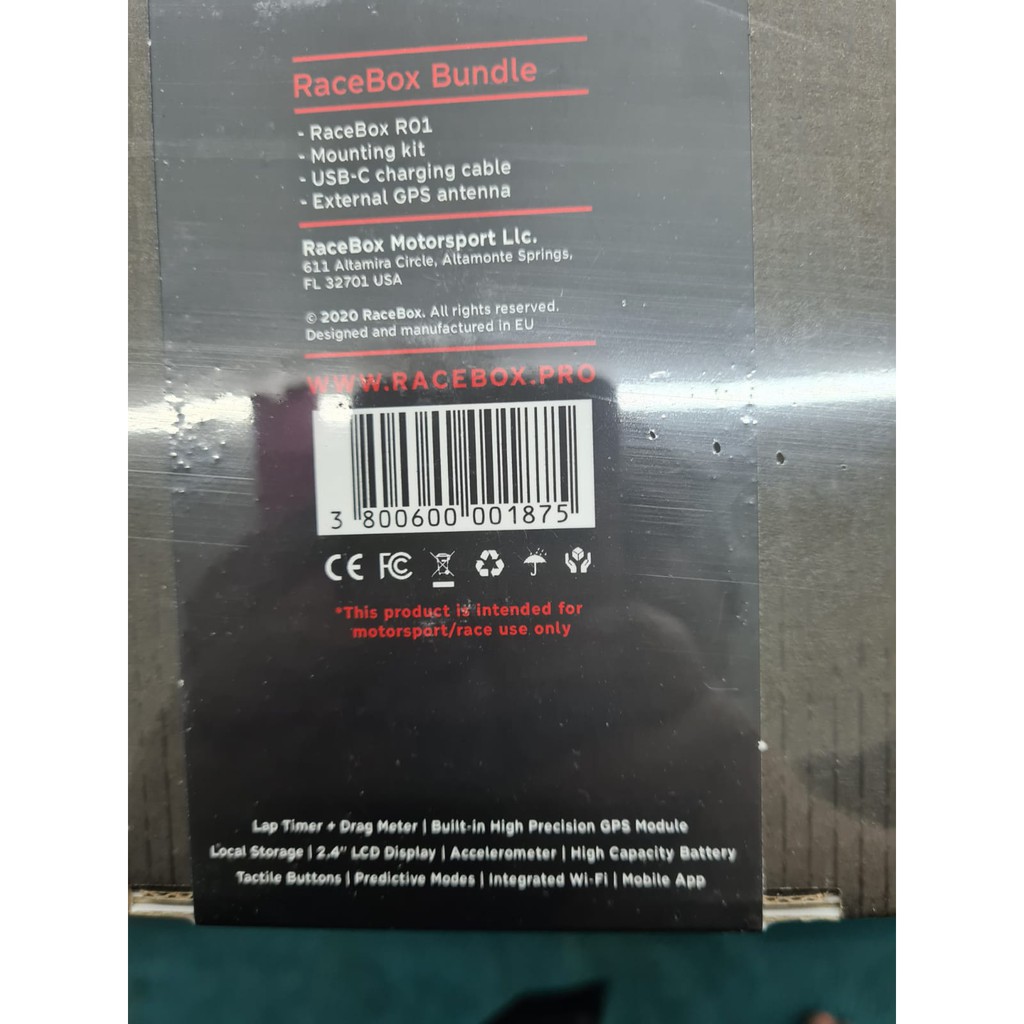 RaceBox Bundle
- RaceBox R01
- Mounting kit
- USB-C charging cable
- External GPS antenna
RaceBox Motorsport Llc.
611 Altamira Circle, Altamonte Springs,
FL 32701 USA
© 2020 RaceBox. All rights reserved.
Designed and manufactured in EU
WWW.RACEBOX.PRO
3 800600 001875
CE FC
*This product is intended for
motorsport/race use only
Lap Timer + Drag Meter | Built-in High Precision GPS Module
Local Storage | 2.4" LCD Display | Accelerometer | High Capacity Battery
Tactile Buttons | Predictive Modes | Integrated Wi-Fi | Mobile App